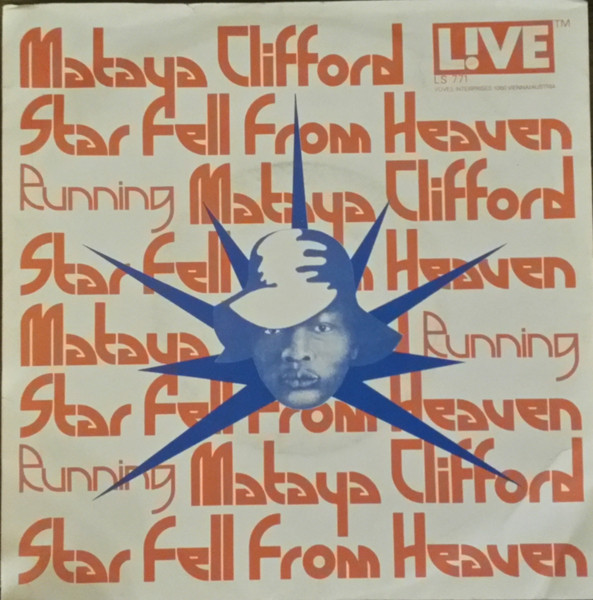 Mataya Clifford
L!VE TM
LS 771
Star Fell From Heaven
Running Mataya Clifford
Star Fell Heaven
Mataya Running
Star Fell From Heaven
Running Mataya Clifford
Star Fell From Heaven